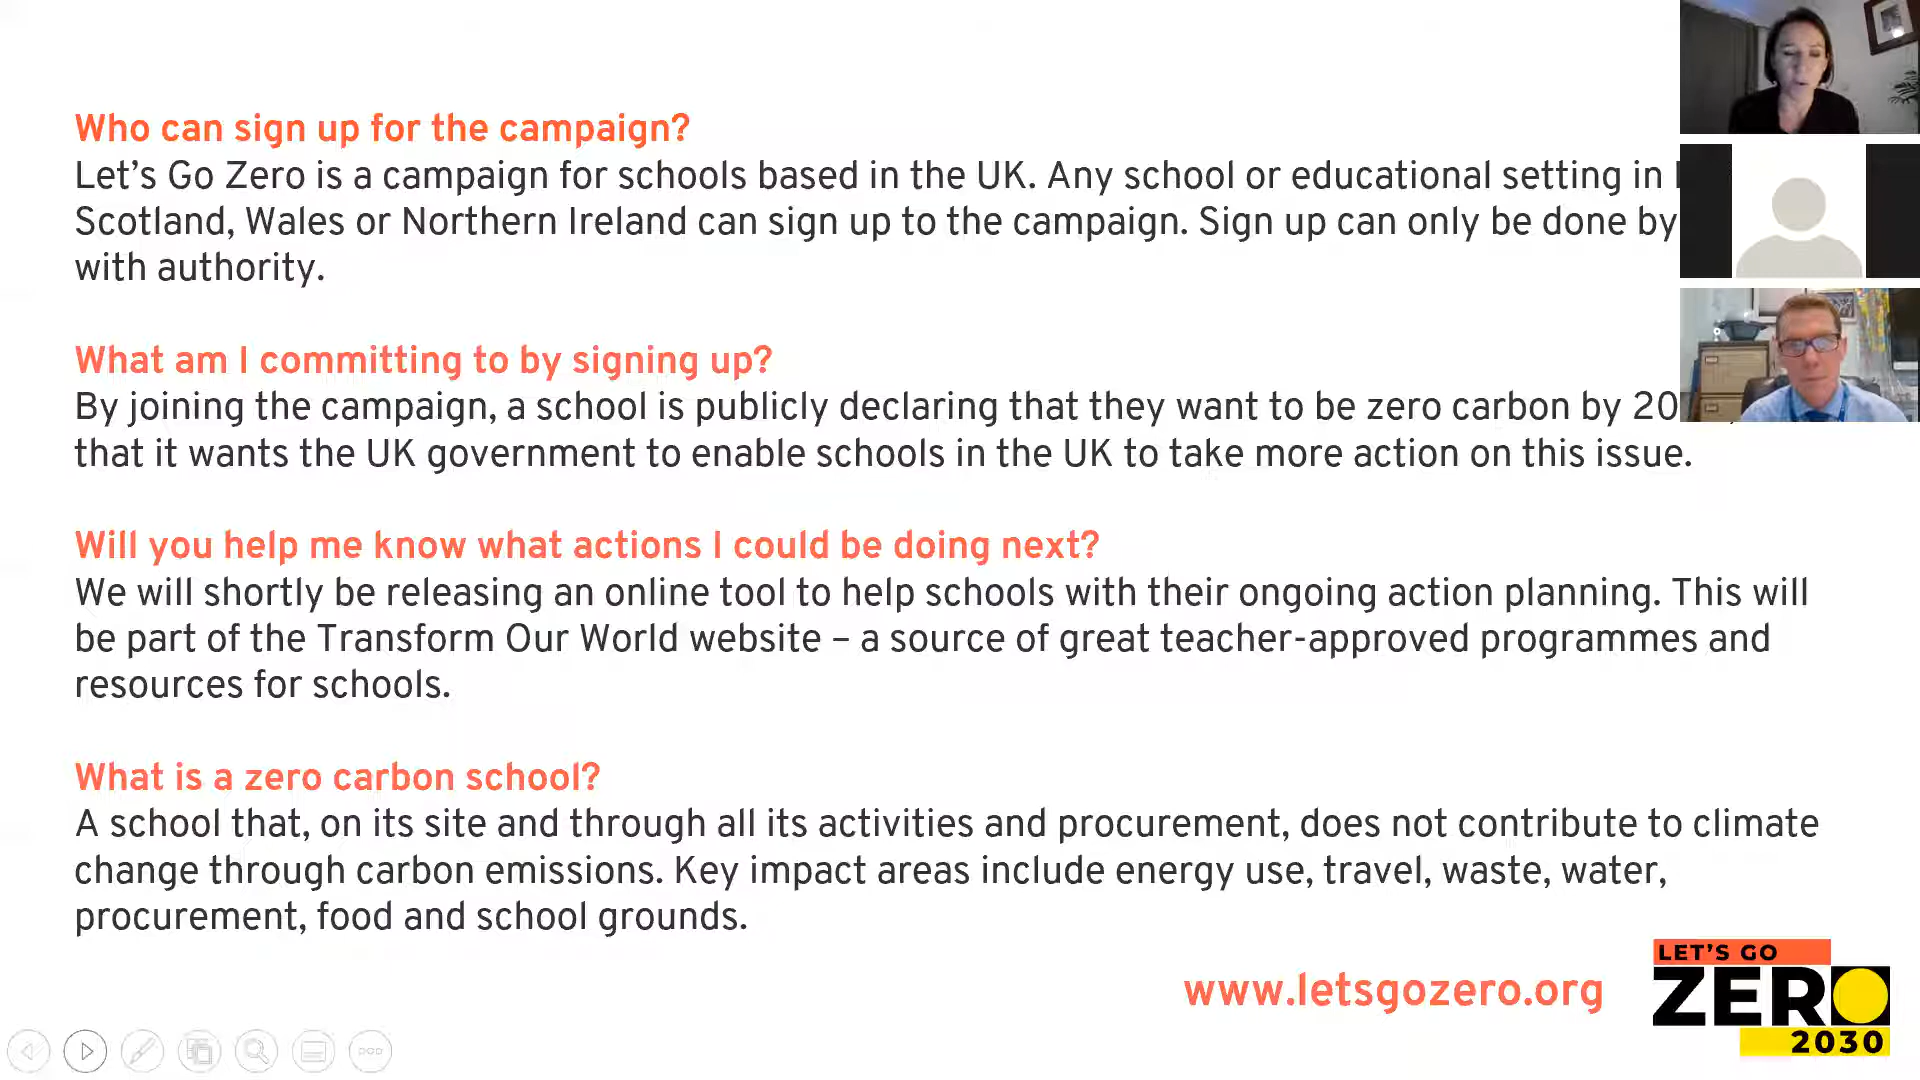 Who can sign up for the campaign?
Let's Go Zero is a campaign for schools based in the UK. Any school or educational setting in
Scotland, Wales or Northern Ireland can sign up to the campaign. Sign up can only be done by
with authority.
What am I committing to by signing up?
By joining the campaign, a school is publicly declaring that they want to be zero carbon by 20
that it wants the UK government to enable schools in the UK to take more action on this issue.
Will you help me know what actions I could be doing next?
We will shortly be releasing an online tool to help schools with their ongoing action planning. This will
be part of the Transform Our World website – a source of great teacher-approved programmes and
resources for schools.
What is a zero carbon school?
A school that, on its site and through all its activities and procurement, does not contribute to climate
change through carbon emissions. Key impact areas include energy use, travel, waste, water,
procurement, food and school grounds.
www.letsgozero.org
LET'S GO
ZERO
2030